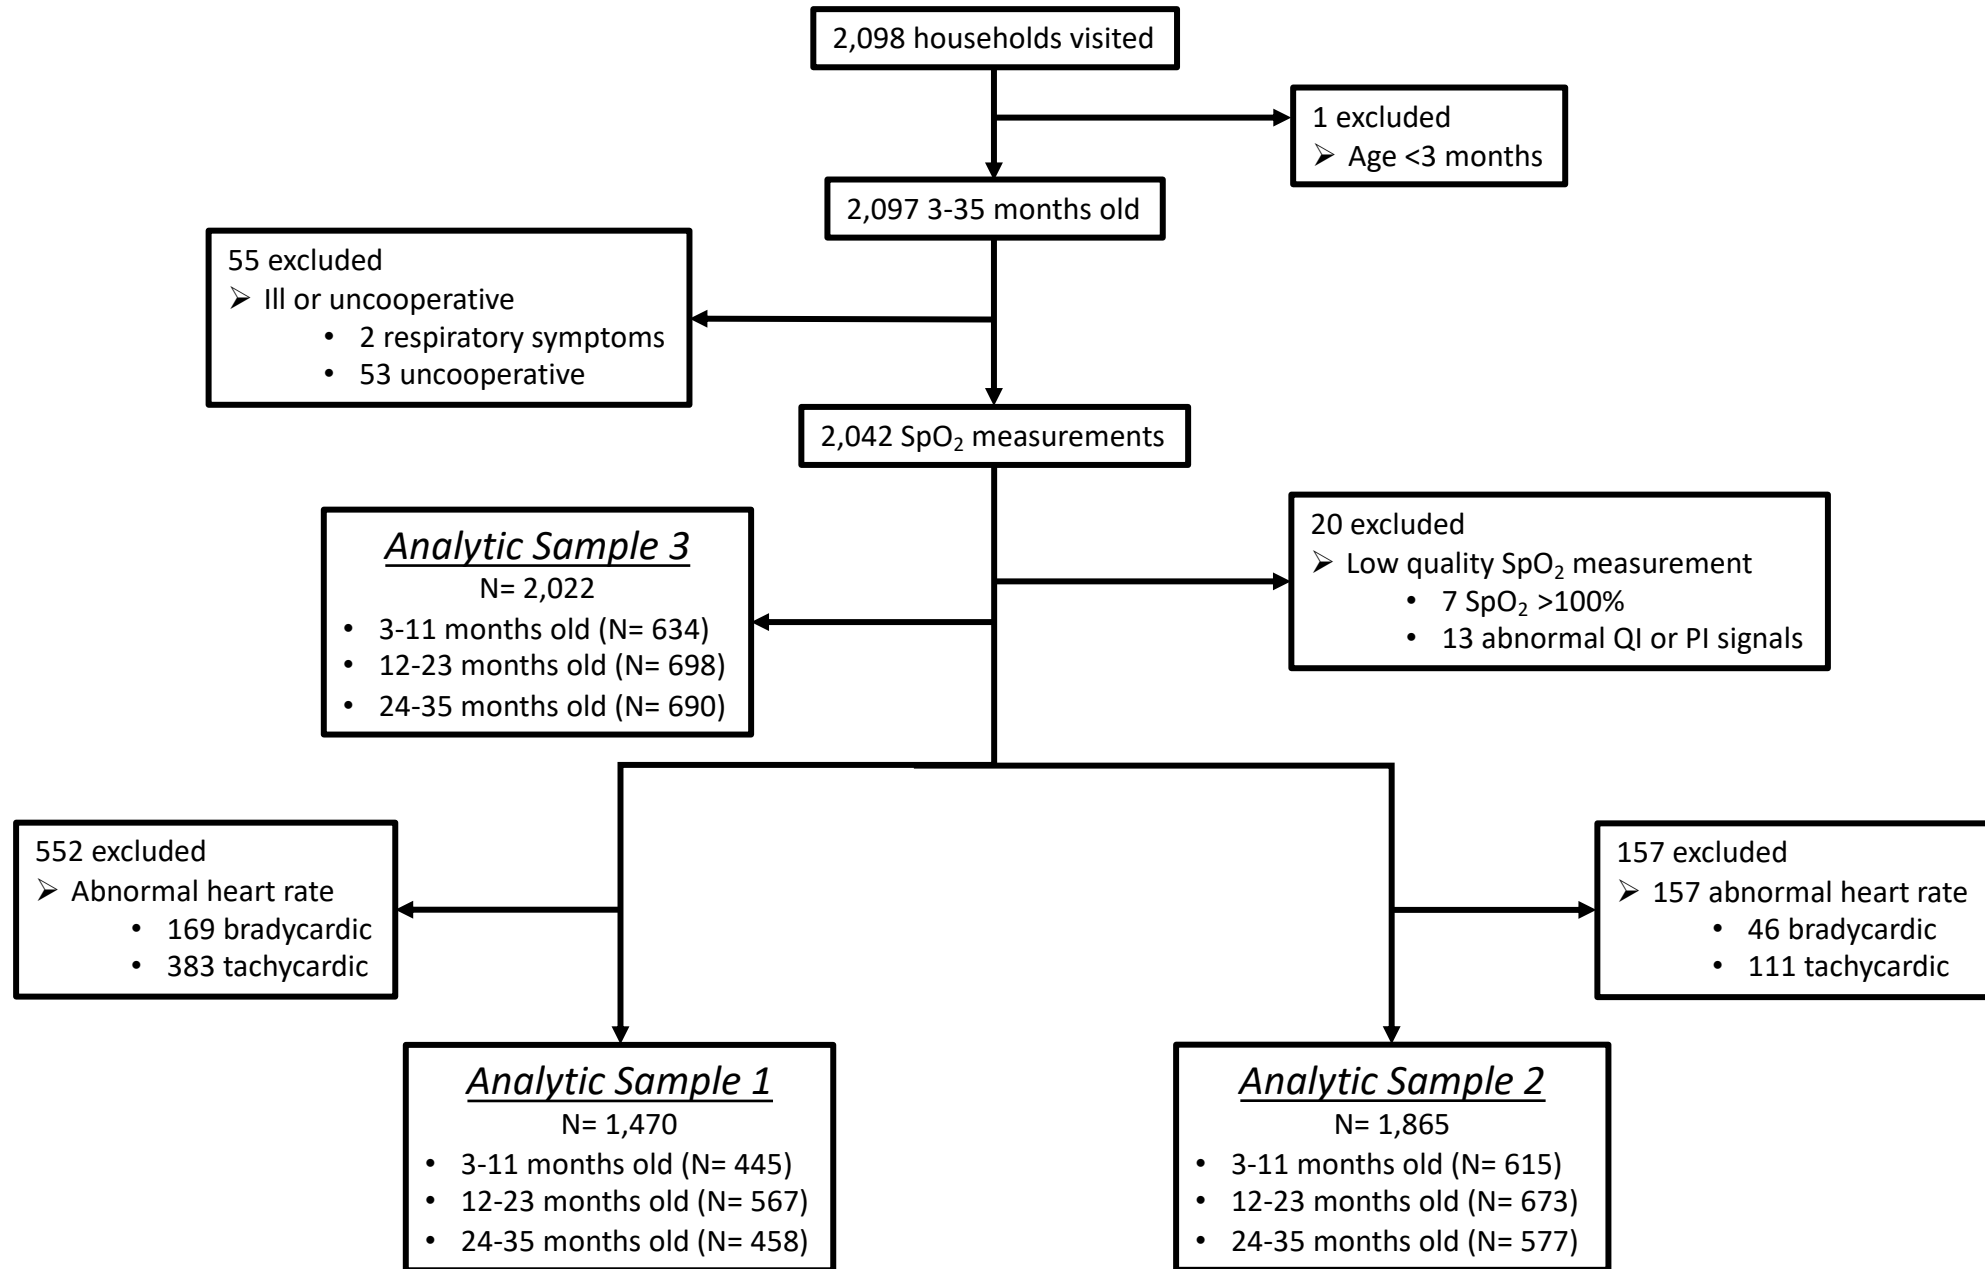 2,098 households visited
1 excluded
➢ Age <3 months
2,097 3-35 months old
55 excluded
➢ Ill or uncooperative
• 2 respiratory symptoms
• 53 uncooperative
2,042 SpO₂ measurements
20 excluded
➢ Low quality SpO₂ measurement
• 7 SpO₂ >100%
• 13 abnormal QI or PI signals
Analytic Sample 3
N= 2,022
• 3-11 months old (N= 634)
• 12-23 months old (N= 698)
• 24-35 months old (N= 690)
552 excluded
➢ Abnormal heart rate
• 169 bradycardic
• 383 tachycardic
157 excluded
➢ 157 abnormal heart rate
• 46 bradycardic
• 111 tachycardic
Analytic Sample 1
N= 1,470
• 3-11 months old (N= 445)
• 12-23 months old (N= 567)
• 24-35 months old (N= 458)
Analytic Sample 2
N= 1,865
• 3-11 months old (N= 615)
• 12-23 months old (N= 673)
• 24-35 months old (N= 577)